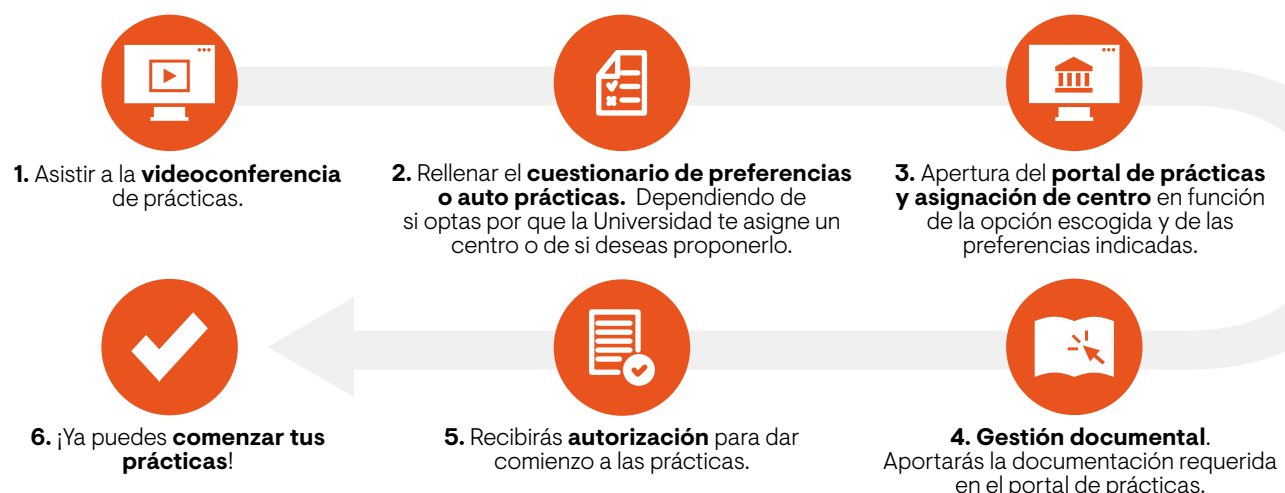 1. Asistir a la videoconferencia
de prácticas.
2. Rellenar el cuestionario de preferencias
o auto prácticas. Dependiendo de
si optas por que la Universidad te asigne un
centro o de si deseas proponerlo.
3. Apertura del portal de prácticas
y asignación de centro en función
de la opción escogida y de las
preferencias indicadas.
4. Gestión documental.
Aportarás la documentación requerida
en el portal de prácticas.
5. Recibirás autorización para dar
comienzo a las prácticas.
6. ¡Ya puedes comenzar tus
prácticas!